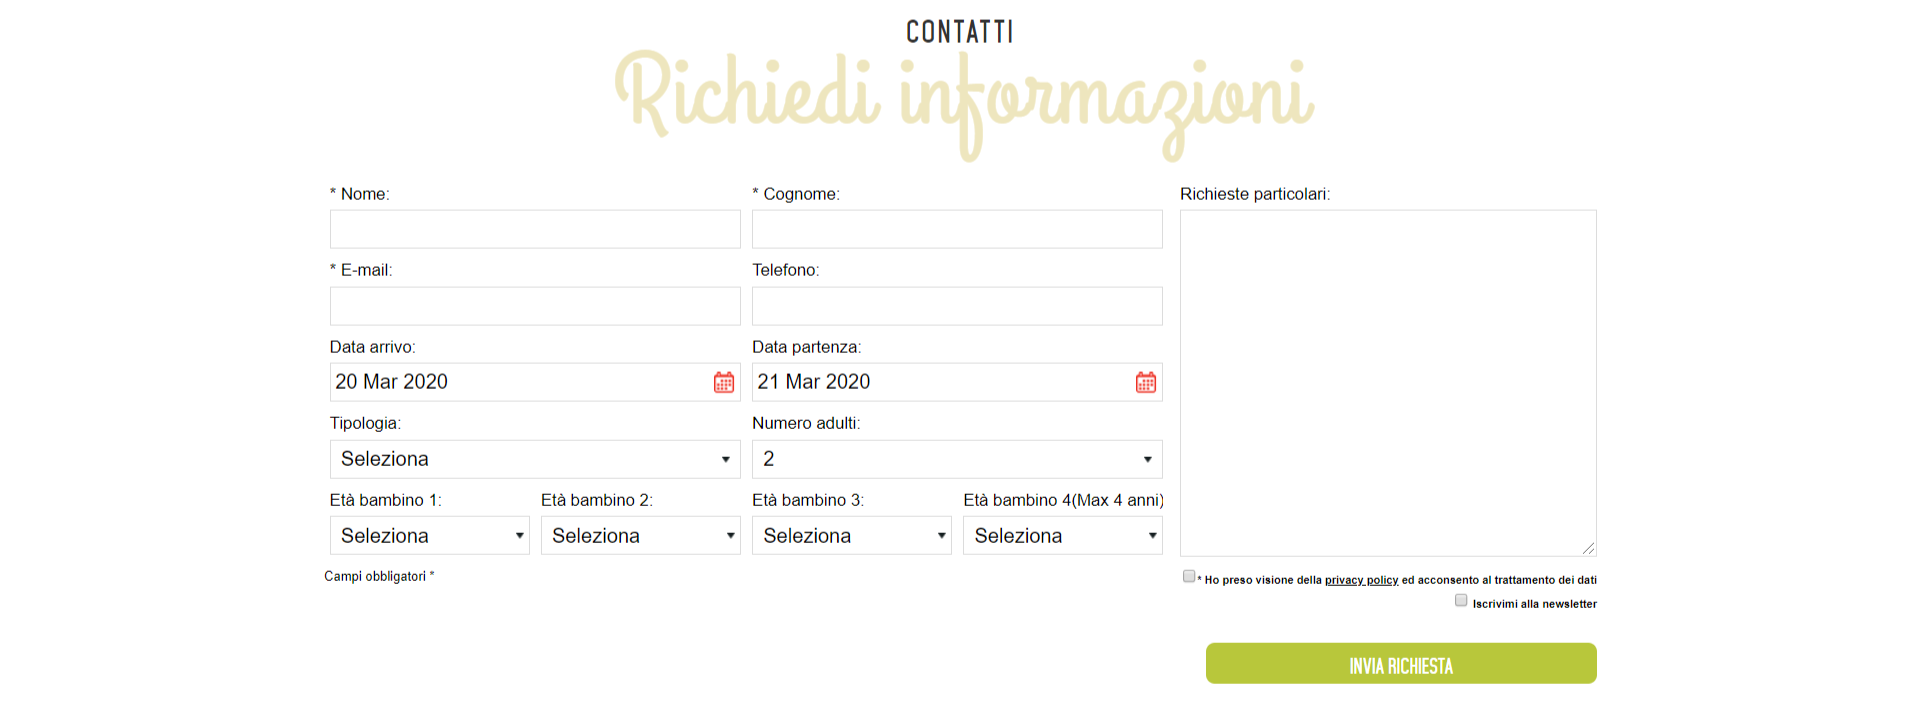 CONTATTI
Richiedi informazioni
* Nome:
* Cognome:
Richieste particolari:
* E-mail:
Telefono:
Data arrivo:
Data partenza:
20 Mar 2020
21 Mar 2020
Tipologia:
Numero adulti:
Seleziona
2
Età bambino 1:
Età bambino 2:
Età bambino 3:
Età bambino 4(Max 4 anni)
Seleziona
Seleziona
Seleziona
Seleziona
Campi obbligatori *
* Ho preso visione della privacy policy ed acconsento al trattamento dei dati
Iscrivimi alla newsletter
INVIA RICHIESTA